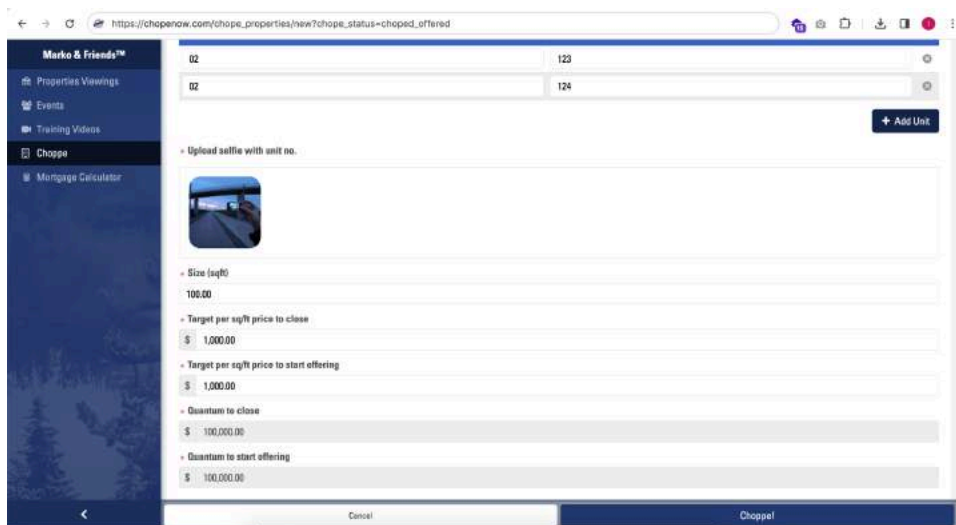 https://chopenow.com/chope_properties/new?chope_status=choped_offered
Marko & Friends™
Properties Viewings
Events
Training Videos
Choppe
Mortgage Calculator
02 123
02 124
+ Add Unit
* Upload selfie with unit no.
* Size (sqft)
100.00
* Target per sq/ft price to close
$ 1,000.00
* Target per sq/ft price to start offering
$ 1,000.00
* Quantum to close
$ 100,000.00
* Quantum to start offering
$ 100,000.00
Cancel Choppe!